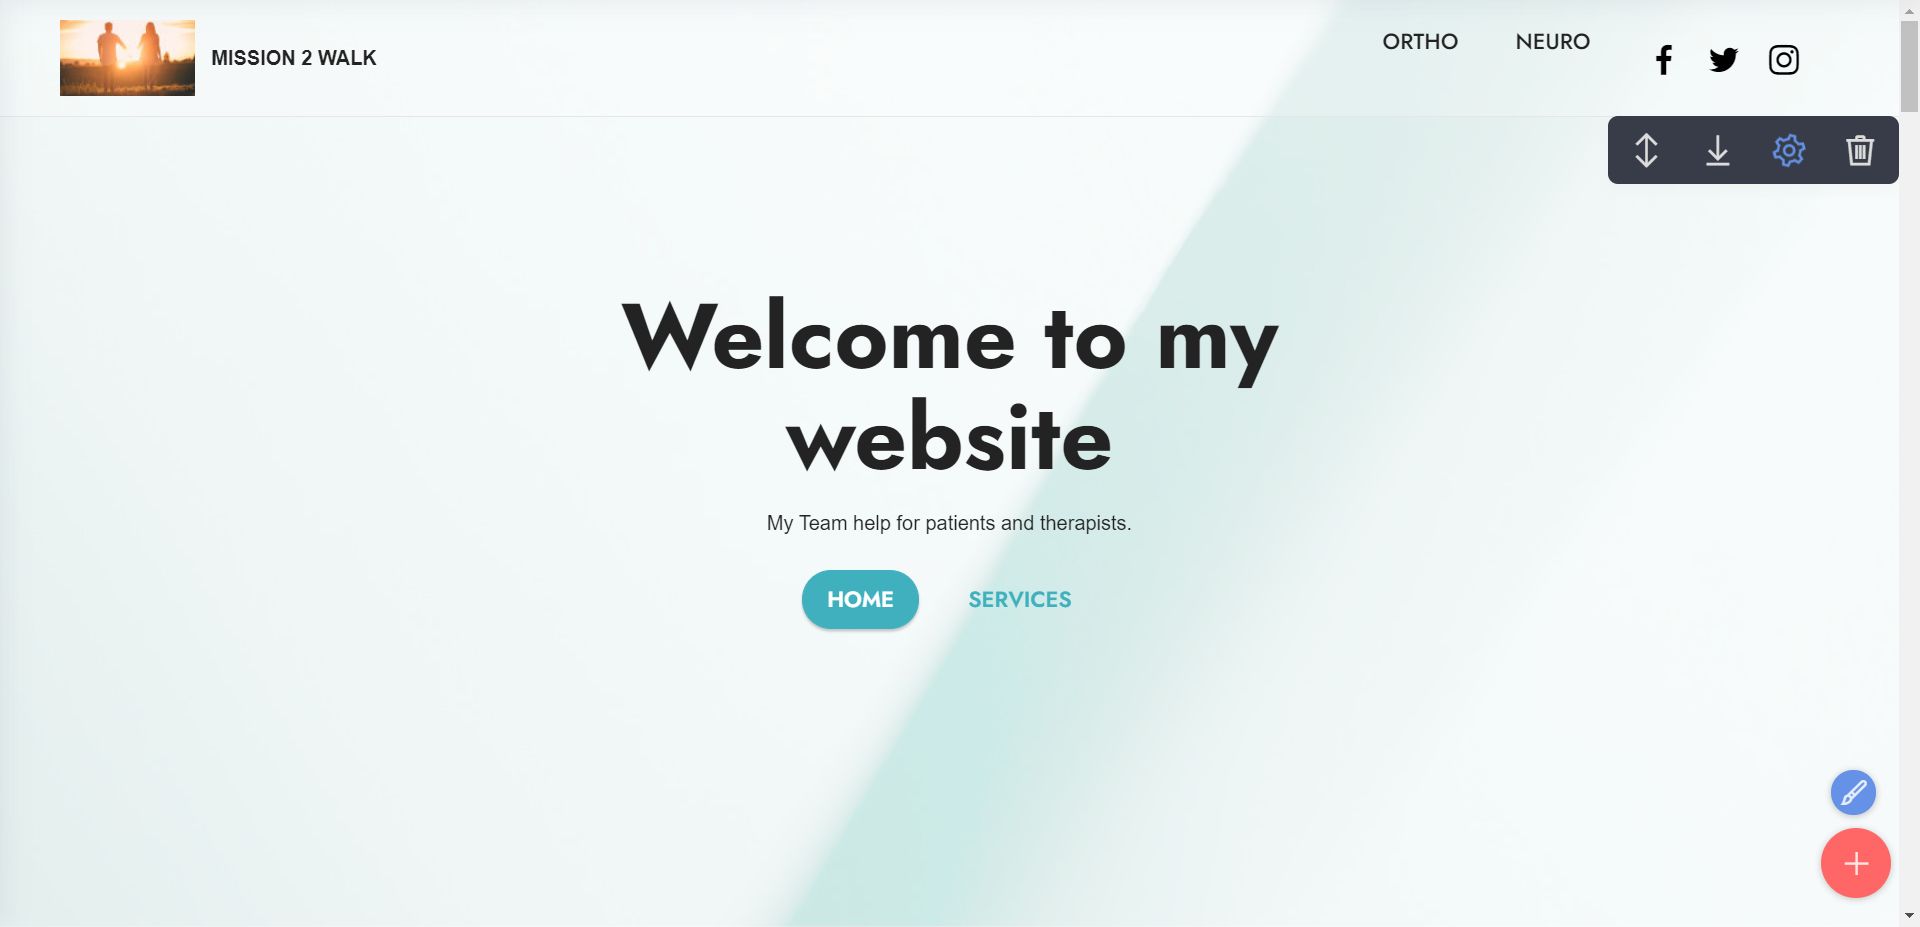 MISSION 2 WALK
ORTHO
NEURO
Welcome to my
website
My Team help for patients and therapists.
HOME
SERVICES